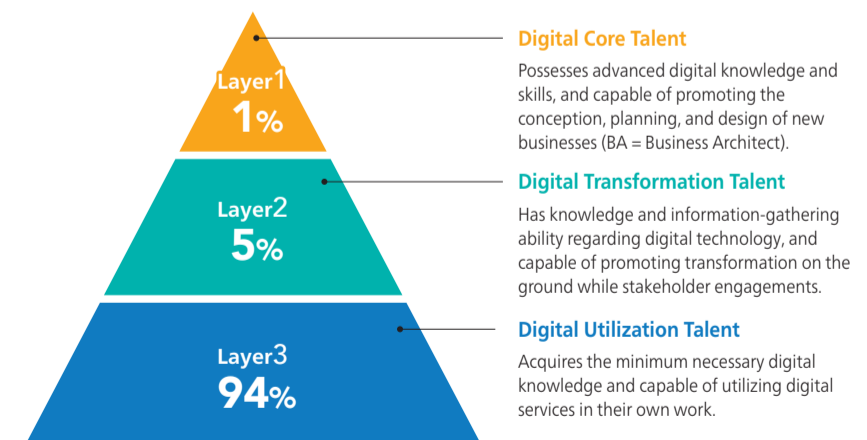 Layer1
1%
Digital Core Talent
Possesses advanced digital knowledge and
skills, and capable of promoting the
conception, planning, and design of new
businesses (BA = Business Architect).
Layer2
5%
Digital Transformation Talent
Has knowledge and information-gathering
ability regarding digital technology, and
capable of promoting transformation on the
ground while stakeholder engagements.
Layer3
94%
Digital Utilization Talent
Acquires the minimum necessary digital
knowledge and capable of utilizing digital
services in their own work.